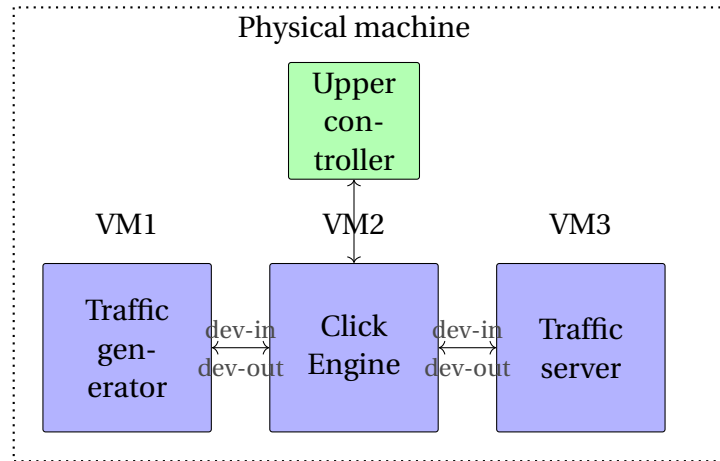 Physical machine
Upper
con-
troller
VM1
VM2
VM3
Traffic
gen-
erator
dev-in
dev-out
Click
Engine
dev-in
dev-out
Traffic
server